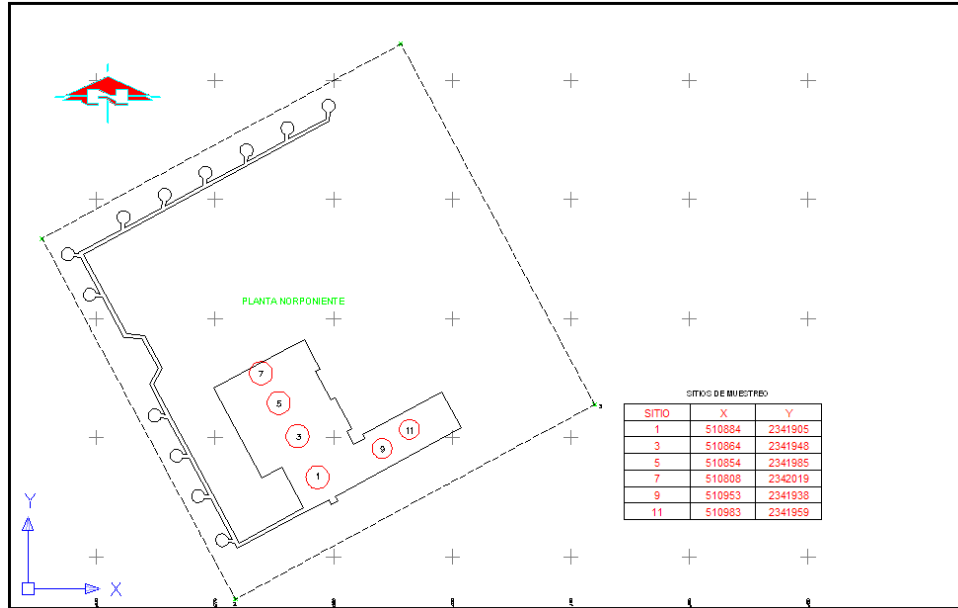 N
PLANTA NORPONIENTE
7
5
3
1
9
11
SITIOS DE MUESTREO
SITIO X Y
1 510884 2341905
3 510864 2341948
5 510854 2341985
7 510808 2342019
9 510953 2341938
11 510983 2341959
Y
X